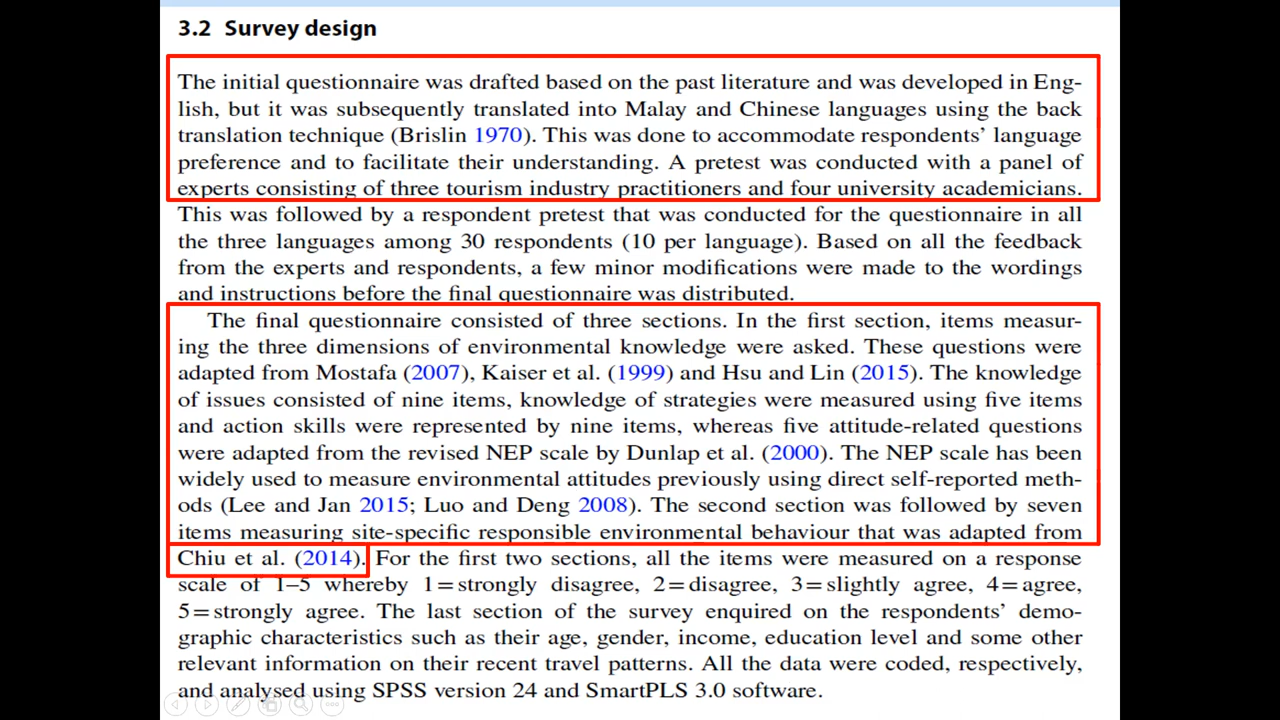 3.2 Survey design
The initial questionnaire was drafted based on the past literature and was developed in Eng-
lish, but it was subsequently translated into Malay and Chinese languages using the back
translation technique (Brislin 1970). This was done to accommodate respondents’ language
preference and to facilitate their understanding. A pretest was conducted with a panel of
experts consisting of three tourism industry practitioners and four university academicians.
This was followed by a respondent pretest that was conducted for the questionnaire in all
the three languages among 30 respondents (10 per language). Based on all the feedback
from the experts and respondents, a few minor modifications were made to the wordings
and instructions before the final questionnaire was distributed.
The final questionnaire consisted of three sections. In the first section, items measur-
ing the three dimensions of environmental knowledge were asked. These questions were
adapted from Mostafa (2007), Kaiser et al. (1999) and Hsu and Lin (2015). The knowledge
of issues consisted of nine items, knowledge of strategies were measured using five items
and action skills were represented by nine items, whereas five attitude-related questions
were adapted from the revised NEP scale by Dunlap et al. (2000). The NEP scale has been
widely used to measure environmental attitudes previously using direct self-reported meth-
ods (Lee and Jan 2015; Luo and Deng 2008). The second section was followed by seven
items measuring site-specific responsible environmental behaviour that was adapted from
Chiu et al. (2014). For the first two sections, all the items were measured on a response
scale of 1–5 whereby 1=strongly disagree, 2=disagree, 3=slightly agree, 4=agree,
5=strongly agree. The last section of the survey enquired on the respondents’ demo-
graphic characteristics such as their age, gender, income, education level and some other
relevant information on their recent travel patterns. All the data were coded, respectively,
and analysed using SPSS version 24 and SmartPLS 3.0 software.